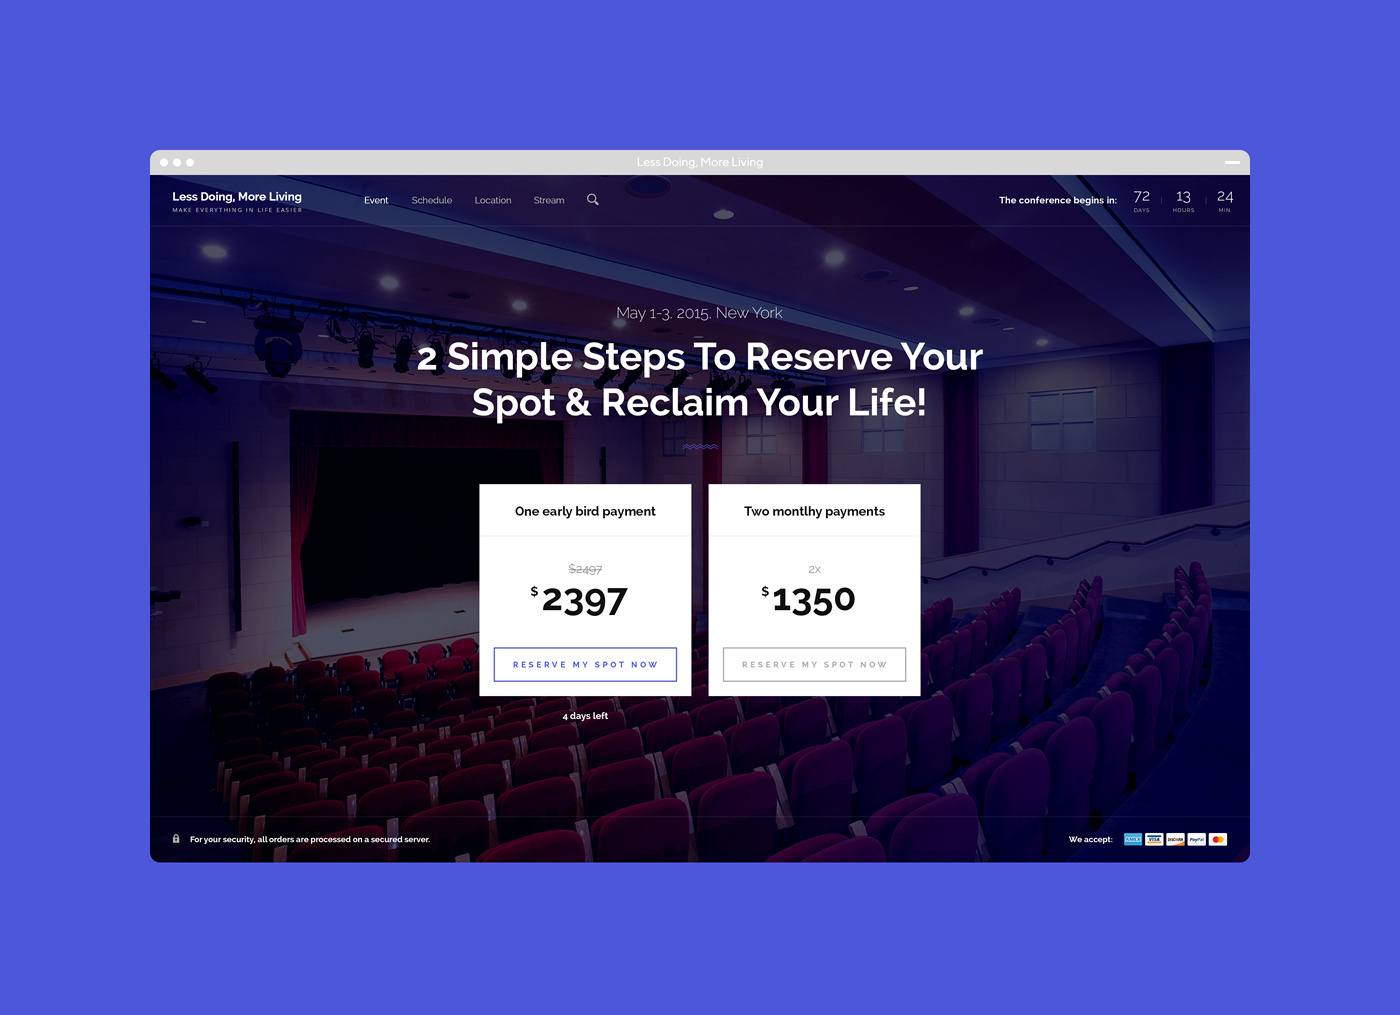 Less Doing, More Living
Less Doing, More Living
MAKE EVERYTHING IN LIFE EASIER
Event
Schedule
Location
Stream
The conference begins in:
72
DAYS
13
HOURS
24
MIN
May 1-3, 2015, New York
2 Simple Steps To Reserve Your
Spot & Reclaim Your Life!
One early bird payment
$2497
$2397
RESERVE MY SPOT NOW
4 days left
Two montlhy payments
2x
$1350
RESERVE MY SPOT NOW
For your security, all orders are processed on a secured server.
We accept:
AMEX
VISA
DISCOVER
PayPal